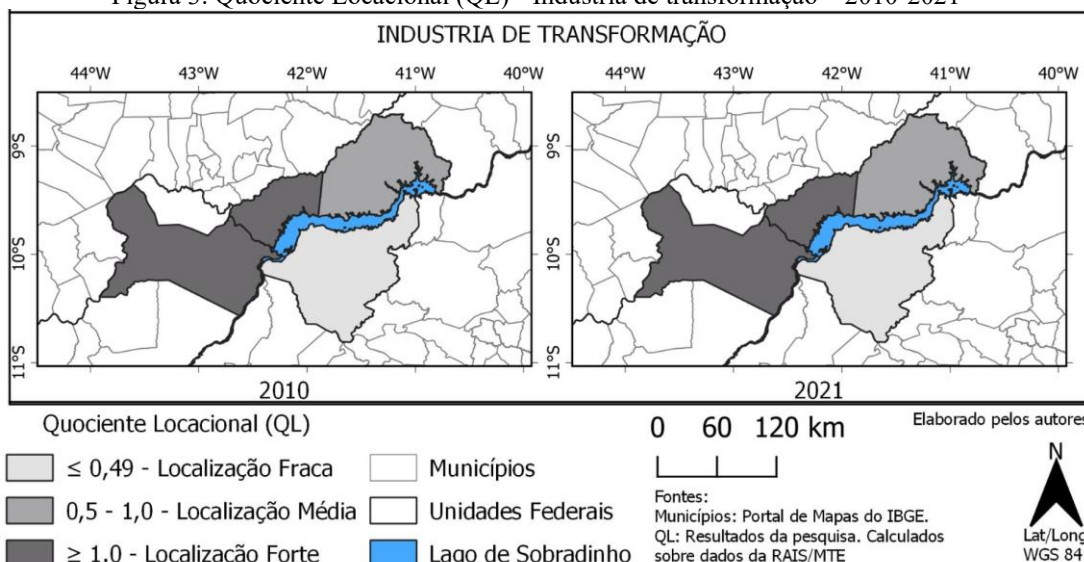 Figura 3: Quociente Locacional (QL) - Indústria de transformação – 2010-2021
INDUSTRIA DE TRANSFORMAÇÃO
44°W 43°W 42°W 41°W 40°W 44°W 43°W 42°W 41°W 40°W
9°S 9°S
10°S 10°S
11°S 11°S
2010 2021
Quociente Locacional (QL)
≤ 0,49 - Localização Fraca
0,5 - 1,0 - Localização Média
≥ 1.0 - Localização Forte
Municípios
Unidades Federais
Lago de Sobradinho
0 60 120 km
Fontes:
Municípios: Portal de Mapas do IBGE.
QL: Resultados da pesquisa. Calculados
sobre dados da RAIS/MTE
Elaborado pelos autores
N
Lat/Long
WGS 84